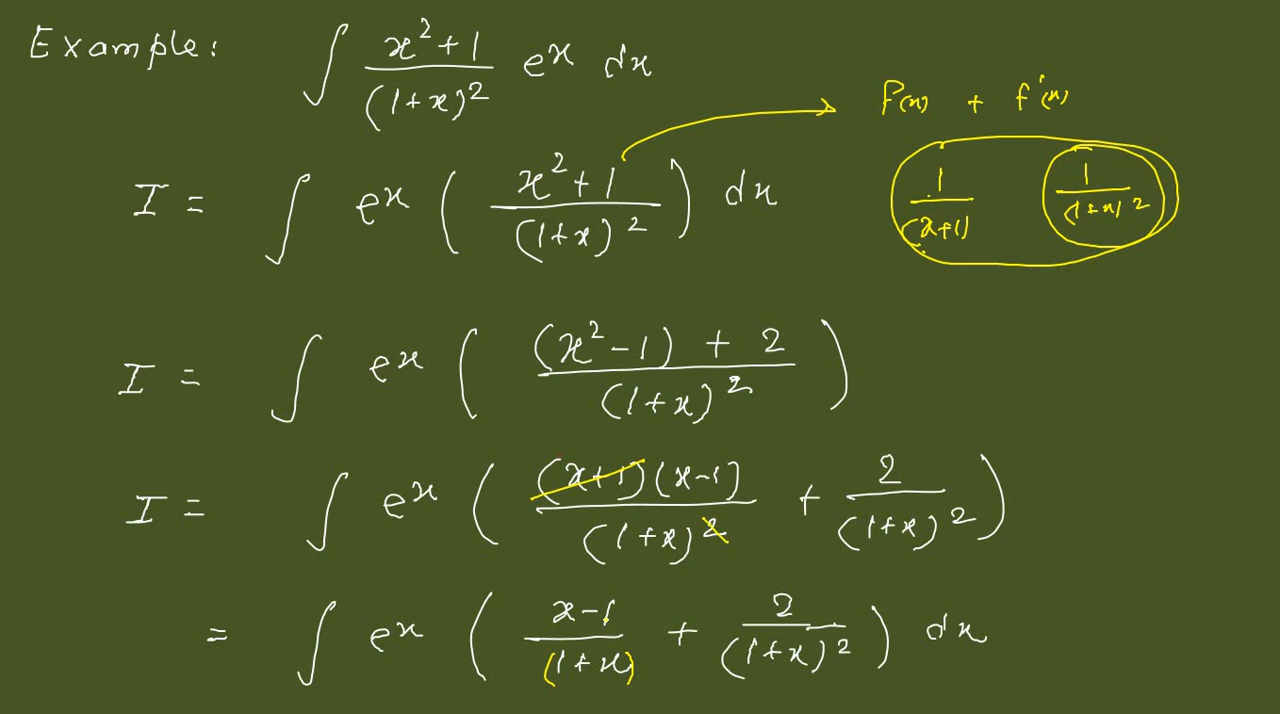 Example: ∫ (x²+1)/(1+x)² eˣ dx
f(x) + f'(x)
I = ∫ eˣ ( (x²+1)/(1+x)² ) dx
1/(x+1) 1/(1+x)²
I = ∫ eˣ ( ((x²-1) + 2)/(1+x)² )
I = ∫ eˣ ( (x+1)(x-1)/(1+x)² + 2/(1+x)² )
= ∫ eˣ ( (x-1)/(1+x) + 2/(1+x)² ) dx